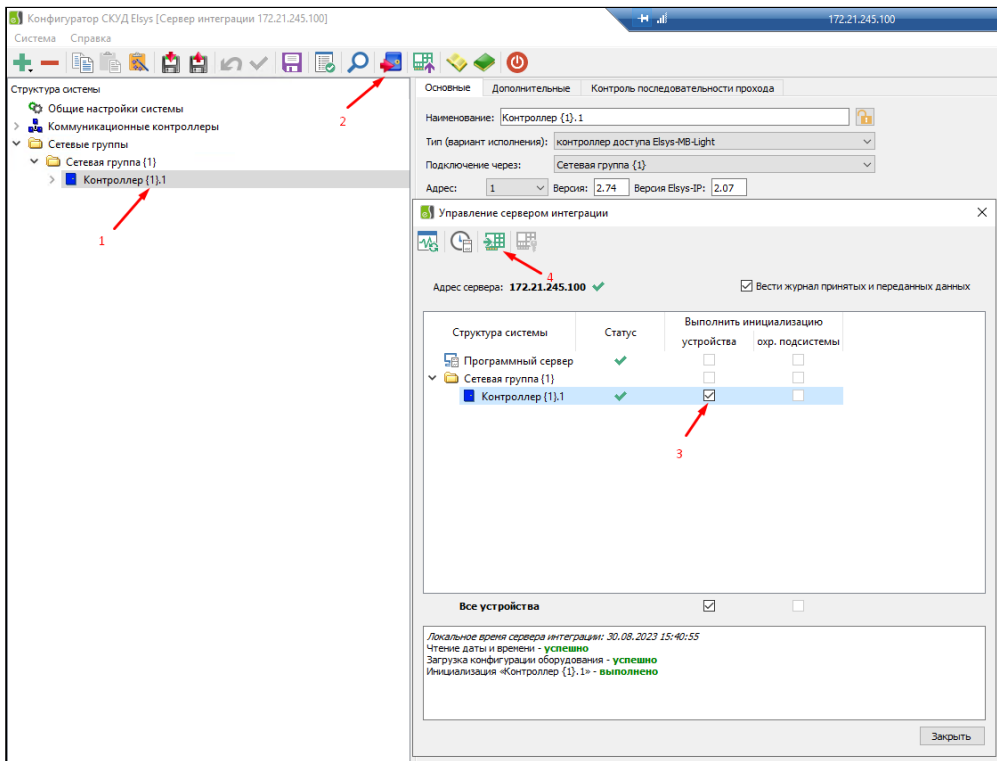 Конфигуратор СКУД Elsys [Сервер интеграции 172.21.245.100]
172.21.245.100
Система Справка
Структура системы
Общие настройки системы
Коммуникационные контроллеры
Сетевые группы
Сетевая группа {1}
Контроллер {1}.1
1
2
Основные Дополнительные Контроль последовательности прохода
Наименование: Контроллер {1}.1
Тип (вариант исполнения): контроллер доступа Elsys-MB-Light
Подключение через: Сетевая группа {1}
Адрес: 1 Версия: 2.74 Версия Elsys-IP: 2.07
Управление сервером интеграции
4
Адрес сервера: 172.21.245.100 Вести журнал принятых и переданных данных
Выполнить инициализацию
Структура системы Статус устройства охр. подсистемы
Программный сервер
Сетевая группа {1}
Контроллер {1}.1
3
Все устройства
Локальное время сервера интеграции: 30.08.2023 15:40:55
Чтение даты и времени - успешно
Загрузка конфигурации оборудования - успешно
Инициализация «Контроллер {1}.1» - выполнено
Закрыть